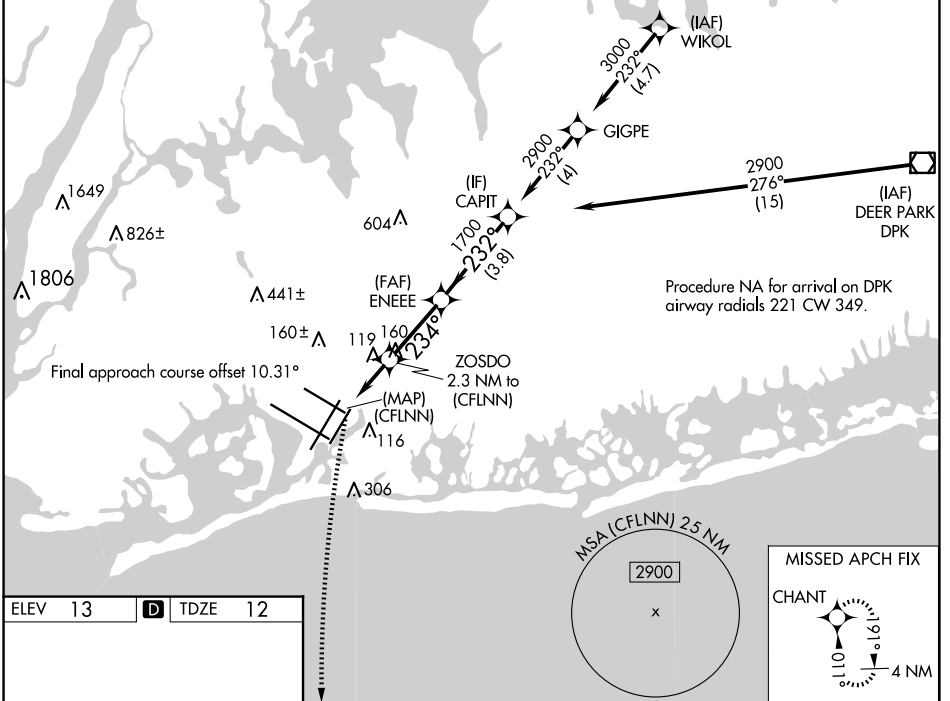 (IAF)
WIKOL
3000
232°
(4.7)
GIGPE
2900
232°
(4)
2900
276°
(15)
(IAF)
DEER PARK
DPK
(IF)
CAPIT
1649
604
826±
1700
232°
(3.8)
1806
(FAF)
ENEEE
441±
Procedure NA for arrival on DPK
airway radials 221 CW 349.
160±
119
160
234°
ZOSDO
2.3 NM to
(CFLNN)
Final approach course offset 10.31°
(MAP)
(CFLNN)
116
306
MSA (CFLNN) 25 NM
2900
x
MISSED APCH FIX
CHANT
191°
011°
4 NM
ELEV 13 D TDZE 12